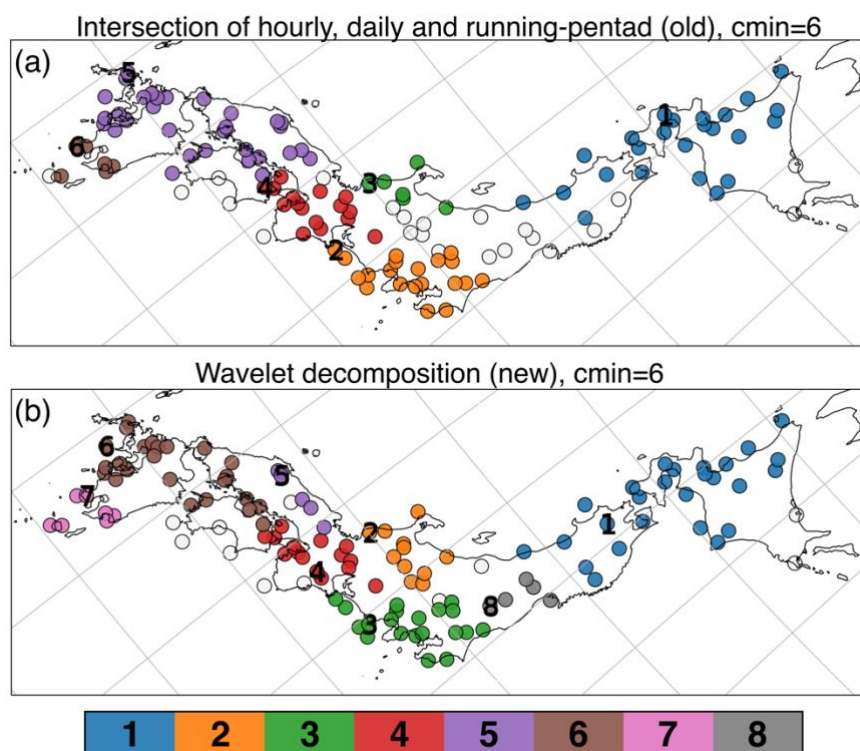 Intersection of hourly, daily and running-pentad (old), cmin=6
(a)
5
1
6
3
4
2
Wavelet decomposition (new), cmin=6
(b)
6
5
7
2
1
4
8
3
1 2 3 4 5 6 7 8